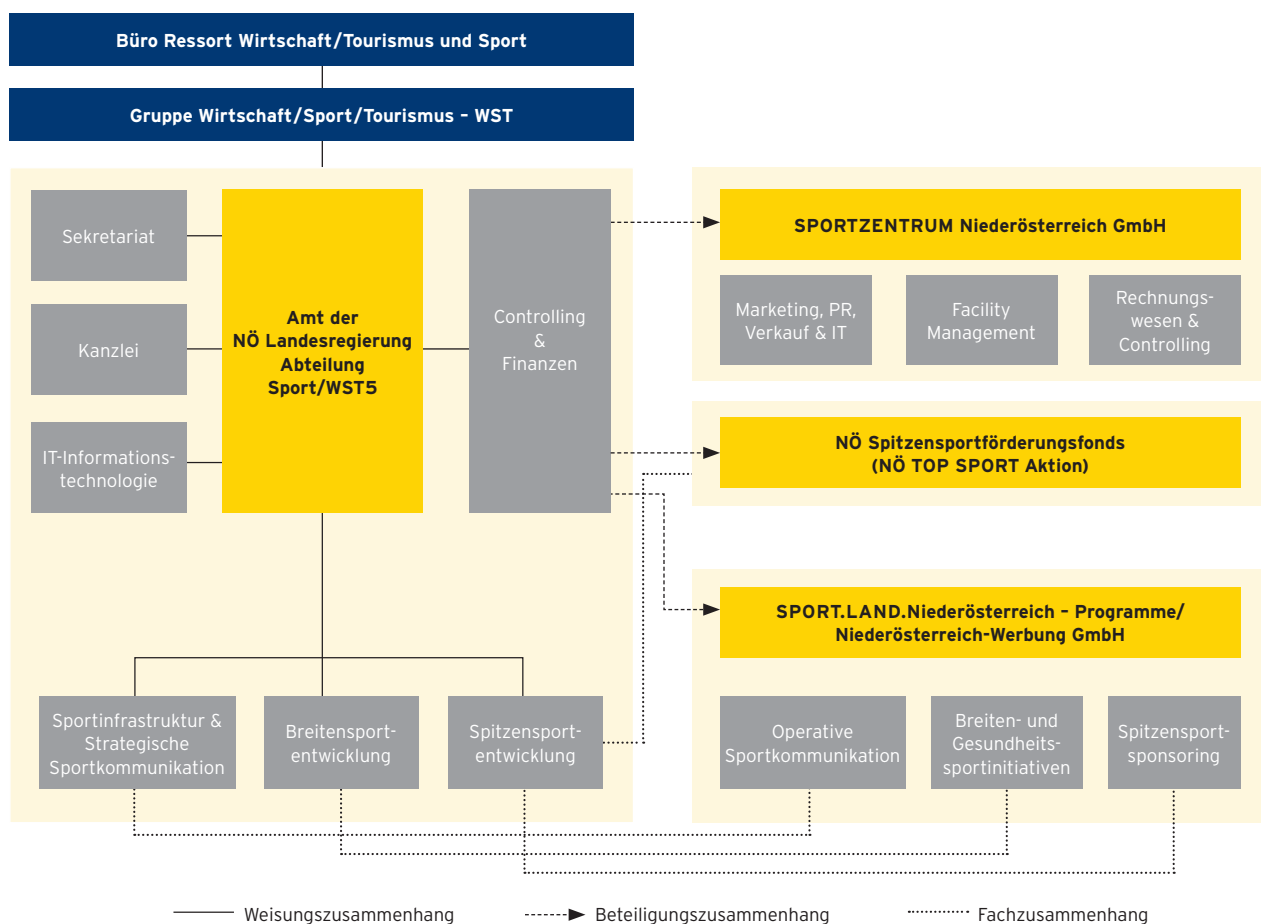 Büro Ressort Wirtschaft/Tourismus und Sport
Gruppe Wirtschaft/Sport/Tourismus – WST
Sekretariat
Kanzlei
IT-Informations-
technologie
Amt der
NÖ Landesregierung
Abteilung
Sport/WST5
Controlling
&
Finanzen
Sportinfrastruktur &
Strategische
Sportkommunikation
Breitensport-
entwicklung
Spitzensport-
entwicklung
SPORTZENTRUM Niederösterreich GmbH
Marketing, PR,
Verkauf & IT
Facility
Management
Rechnungs-
wesen &
Controlling
NÖ Spitzensportförderungsfonds
(NÖ TOP SPORT Aktion)
SPORT.LAND.Niederösterreich – Programme/
Niederösterreich-Werbung GmbH
Operative
Sportkommunikation
Breiten- und
Gesundheits-
sportinitiativen
Spitzensport-
sponsoring
Weisungszusammenhang
Beteiligungszusammenhang
Fachzusammenhang